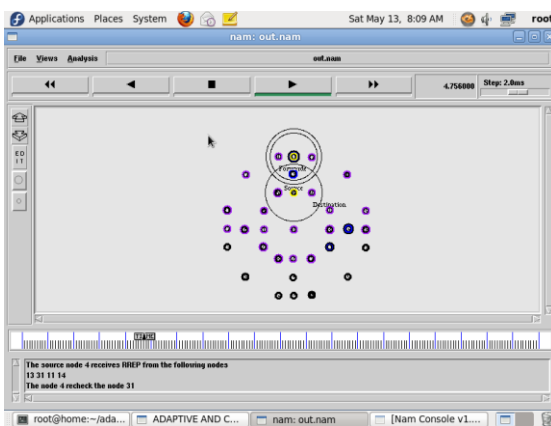 Applications Places System Sat May 13, 8:09 AM root
nam: out.nam
File Views Analysis out.nam
4.756000 Step: 2.0ms
ED
IT
Source
Destination
The source node 4 receives RREP from the following nodes
13 31 11 14
The node 4 recheck the node 31
root@home:~/ada... ADAPTIVE AND C... nam: out.nam [Nam Console v1....